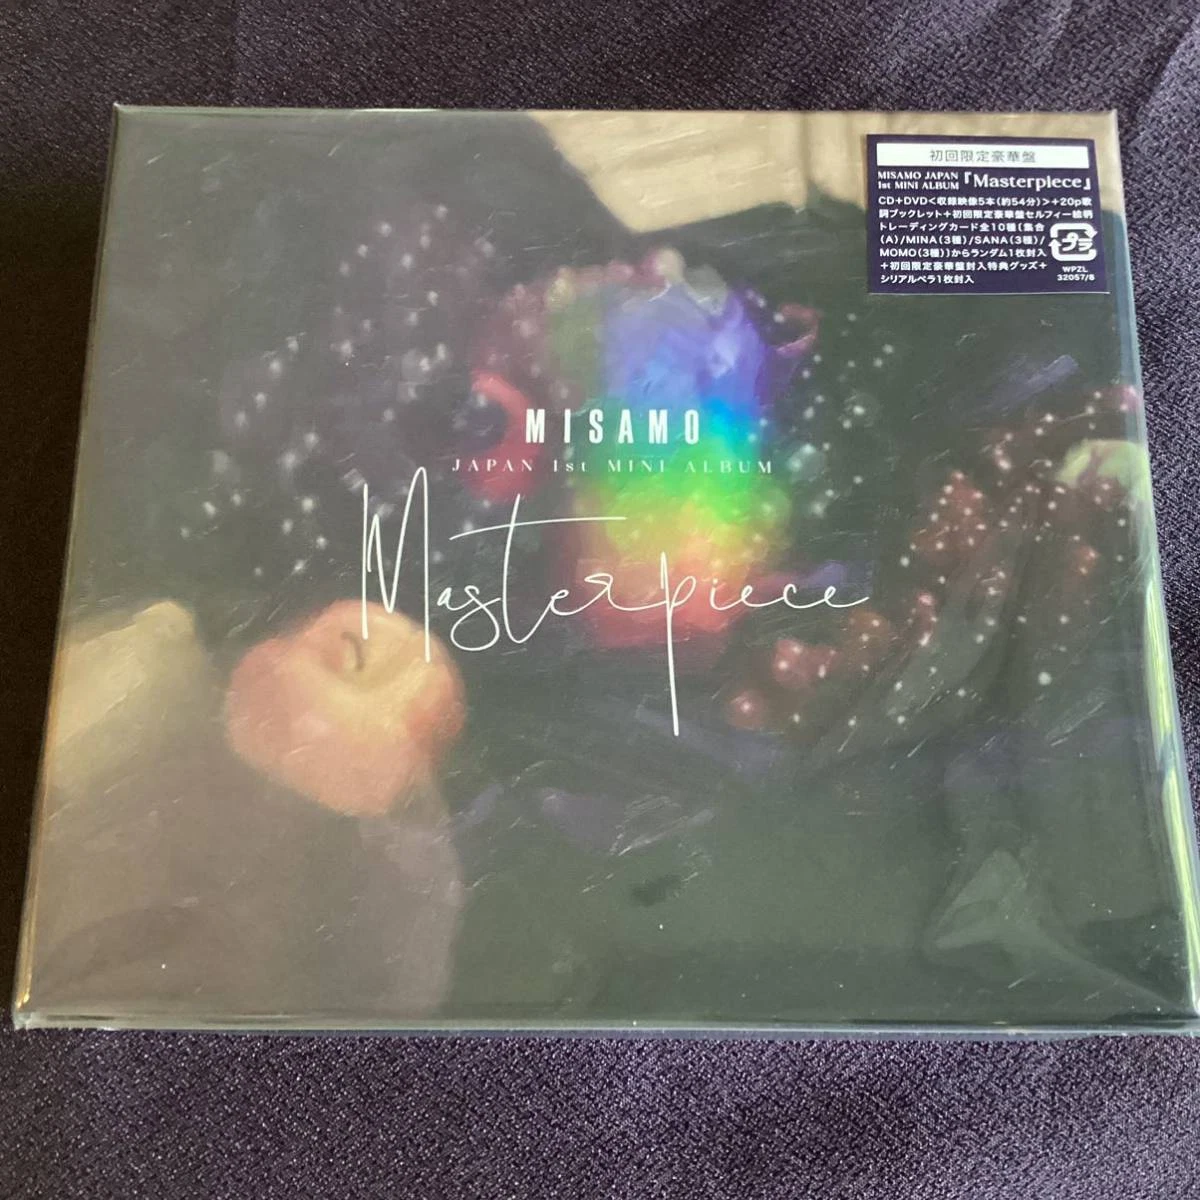 初回限定豪華盤
MISAMO JAPAN
1st MINI ALBUM『Masterpiece』
CD+DVD<収録映像5本(約54分)>+20p歌
詞ブックレット+初回限定豪華盤セルフィー絵柄
トレーディングカード全10種(集合
(A)/MINA(3種)/SANA(3種)/
MOMO(3種))からランダム1枚封入
+初回限定豪華盤封入特典グッズ+
シリアルペラ1枚封入
プラ
WPZL
32057/8
MISAMO
JAPAN 1st MINI ALBUM
Masterpiece